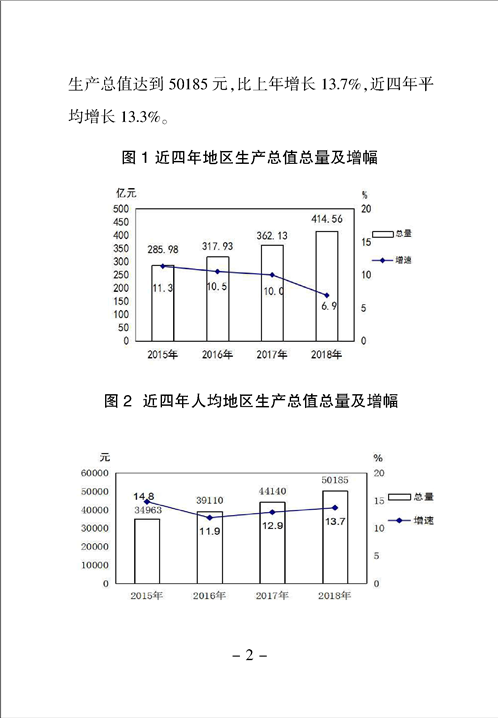 生产总值达到 50185 元,比上年增长 13.7%,近四年平
均增长 13.3%。
图 1 近四年地区生产总值总量及增幅
亿元 %
500 20
450
400 15
350
300
250 10
200
150
100 5
50
0 0
285.98 317.93 362.13 414.56
11.3 10.5 10.0 6.9
总量
增速
2015年 2016年 2017年 2018年
图 2 近四年人均地区生产总值总量及增幅
元 %
60000 20
50000
40000 15
30000 10
20000
10000 5
0 0
14.8 11.9 12.9 13.7
34963 39110 44140 50185
总量
增速
2015年 2016年 2017年 2018年
- 2 -